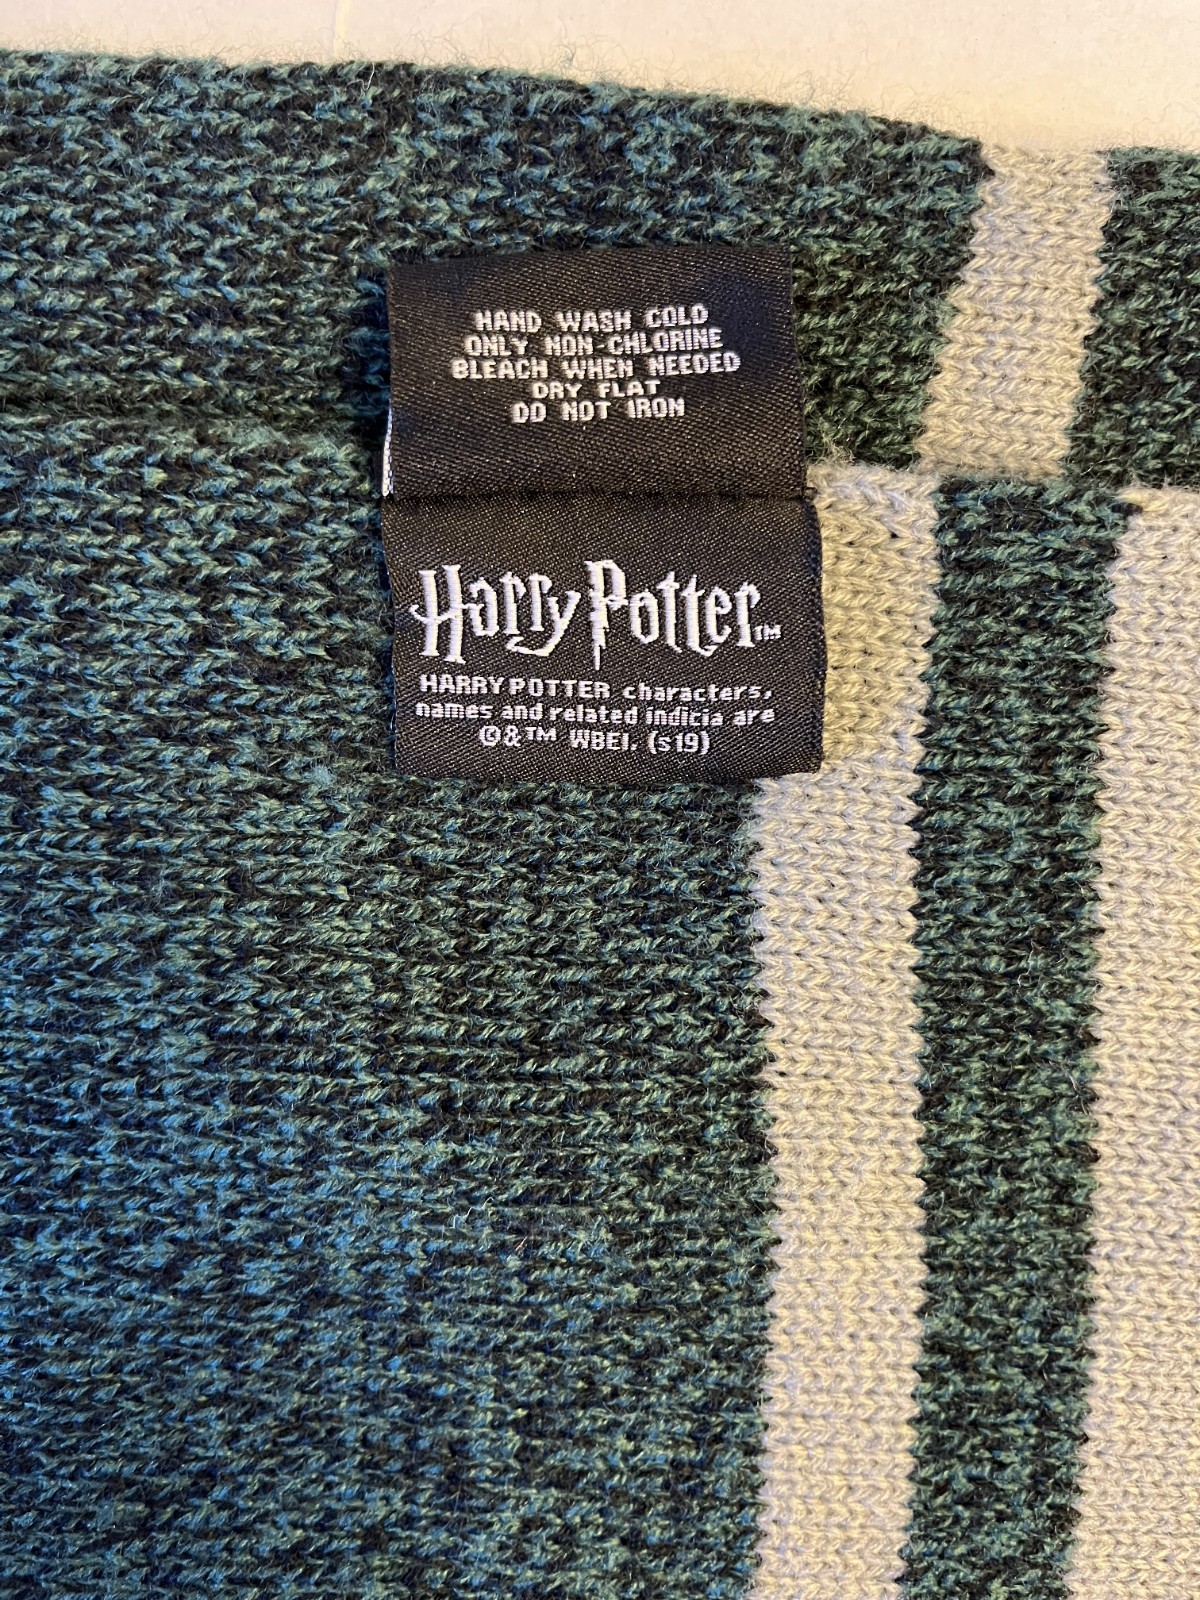 HAND WASH COLD
ONLY NON-CHLORINE
BLEACH WHEN NEEDED
DRY FLAT
DO NOT IRON
Harry Potter™
HARRY POTTER characters,
names and related indicia are
©&™ WBEI. (s19)